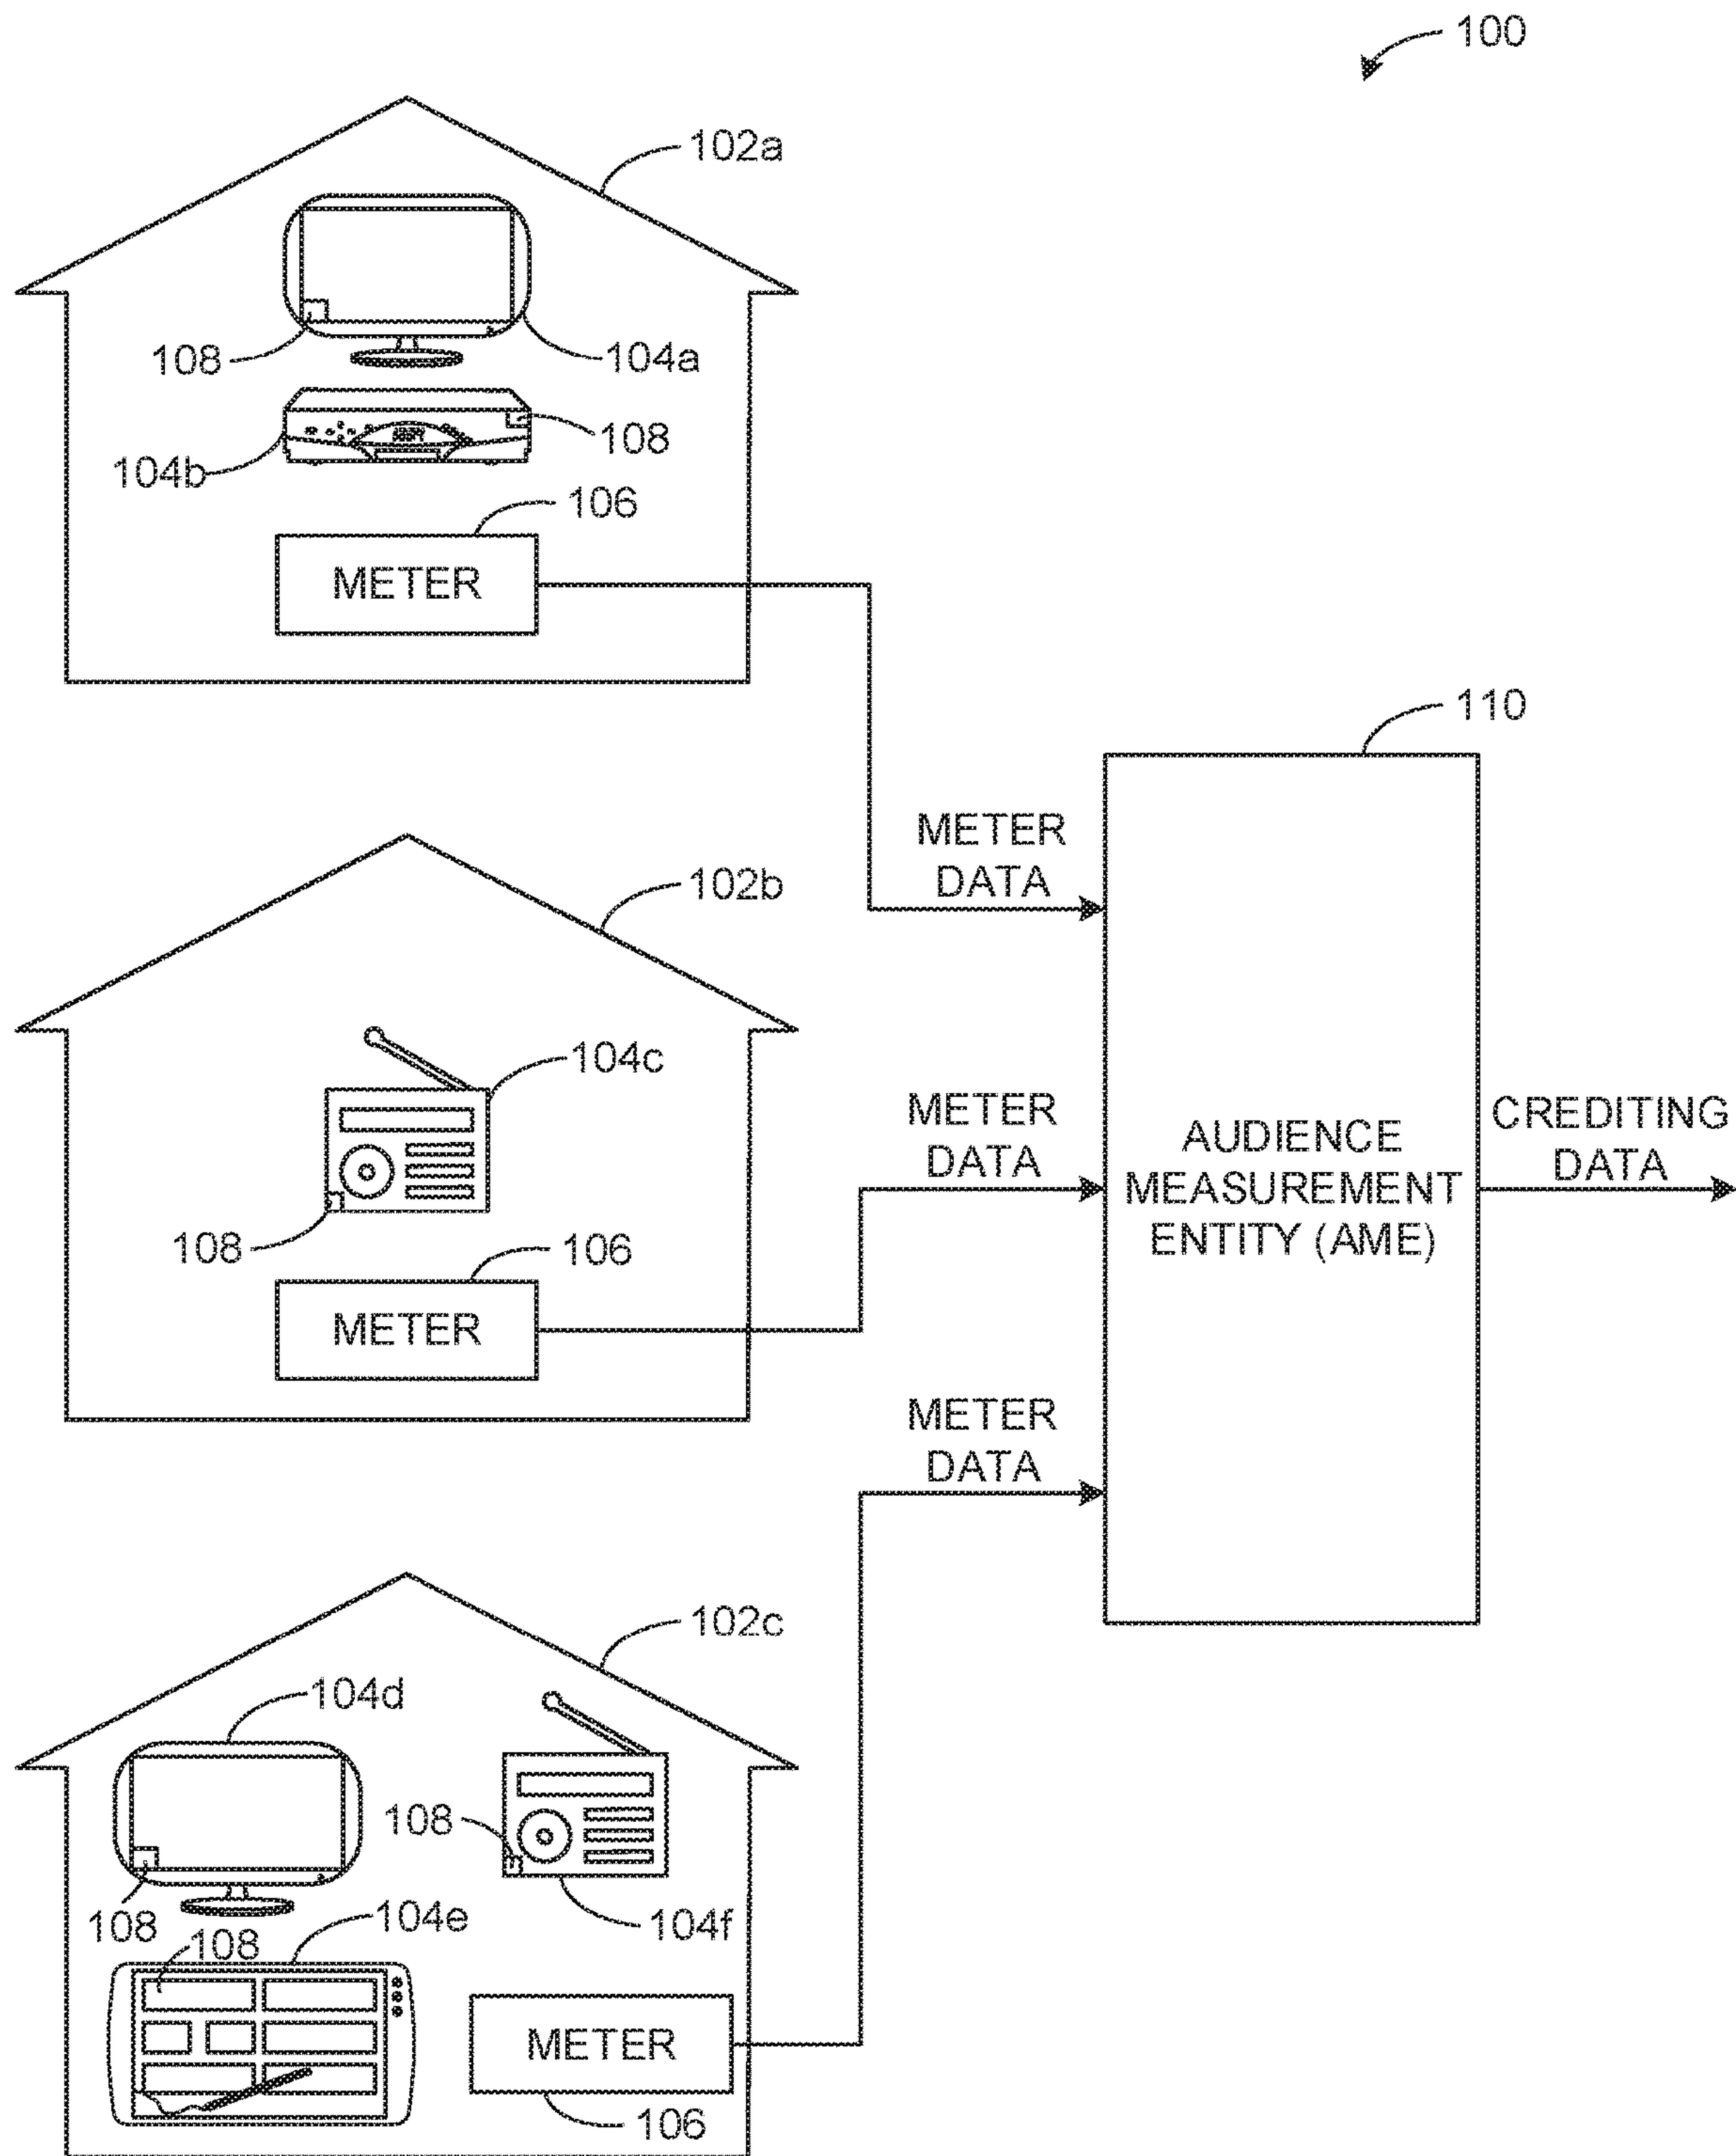 100
102a
108
104a
108
104b
106
METER
110
METER
DATA
102b
104c
METER
DATA
CREDITING
DATA
AUDIENCE
MEASUREMENT
ENTITY (AME)
108
106
METER
METER
DATA
102c
104d
108
108
104f
104e
108
METER
106